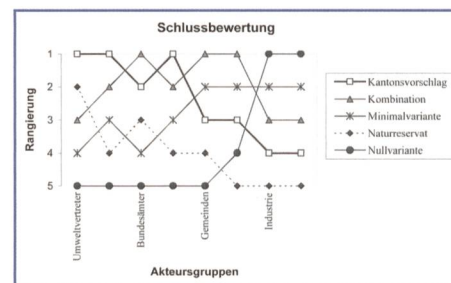 Schlussbewertung
Rangierung
1
2
3
4
5
Umweltvertreter
Bundesämter
Gemeinden
Industrie
Akteursgruppen
Kantonsvorschlag
Kombination
Minimalvariante
Naturreservat
Nullvariante